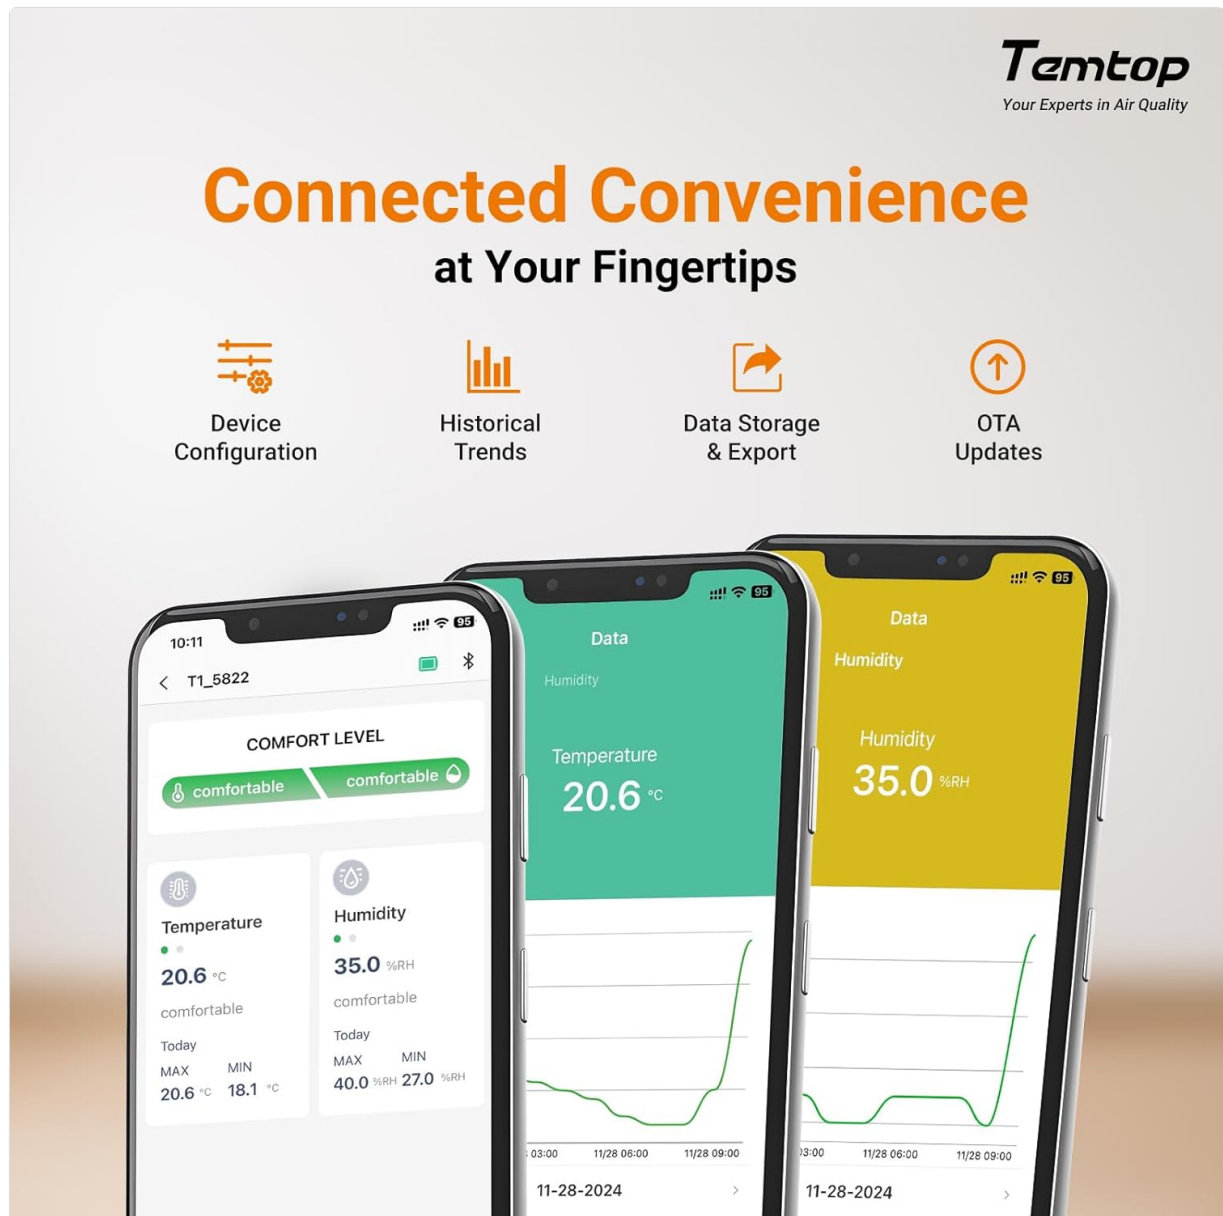 Temtop
Your Experts in Air Quality
Connected Convenience
at Your Fingertips
Device
Configuration
Historical
Trends
Data Storage
& Export
OTA
Updates
10:11
95
T1_5822
COMFORT LEVEL
comfortable
comfortable
Temperature
20.6 °C
comfortable
Today
MAX MIN
20.6 °C 18.1 °C
Humidity
35.0 %RH
comfortable
Today
MAX MIN
40.0 %RH 27.0 %RH
95
Data
Humidity
Temperature
20.6 °C
03:00 11/28 06:00 11/28 09:00
11-28-2024
95
Data
Humidity
Humidity
35.0 %RH
3:00 11/28 06:00 11/28 09:00
11-28-2024